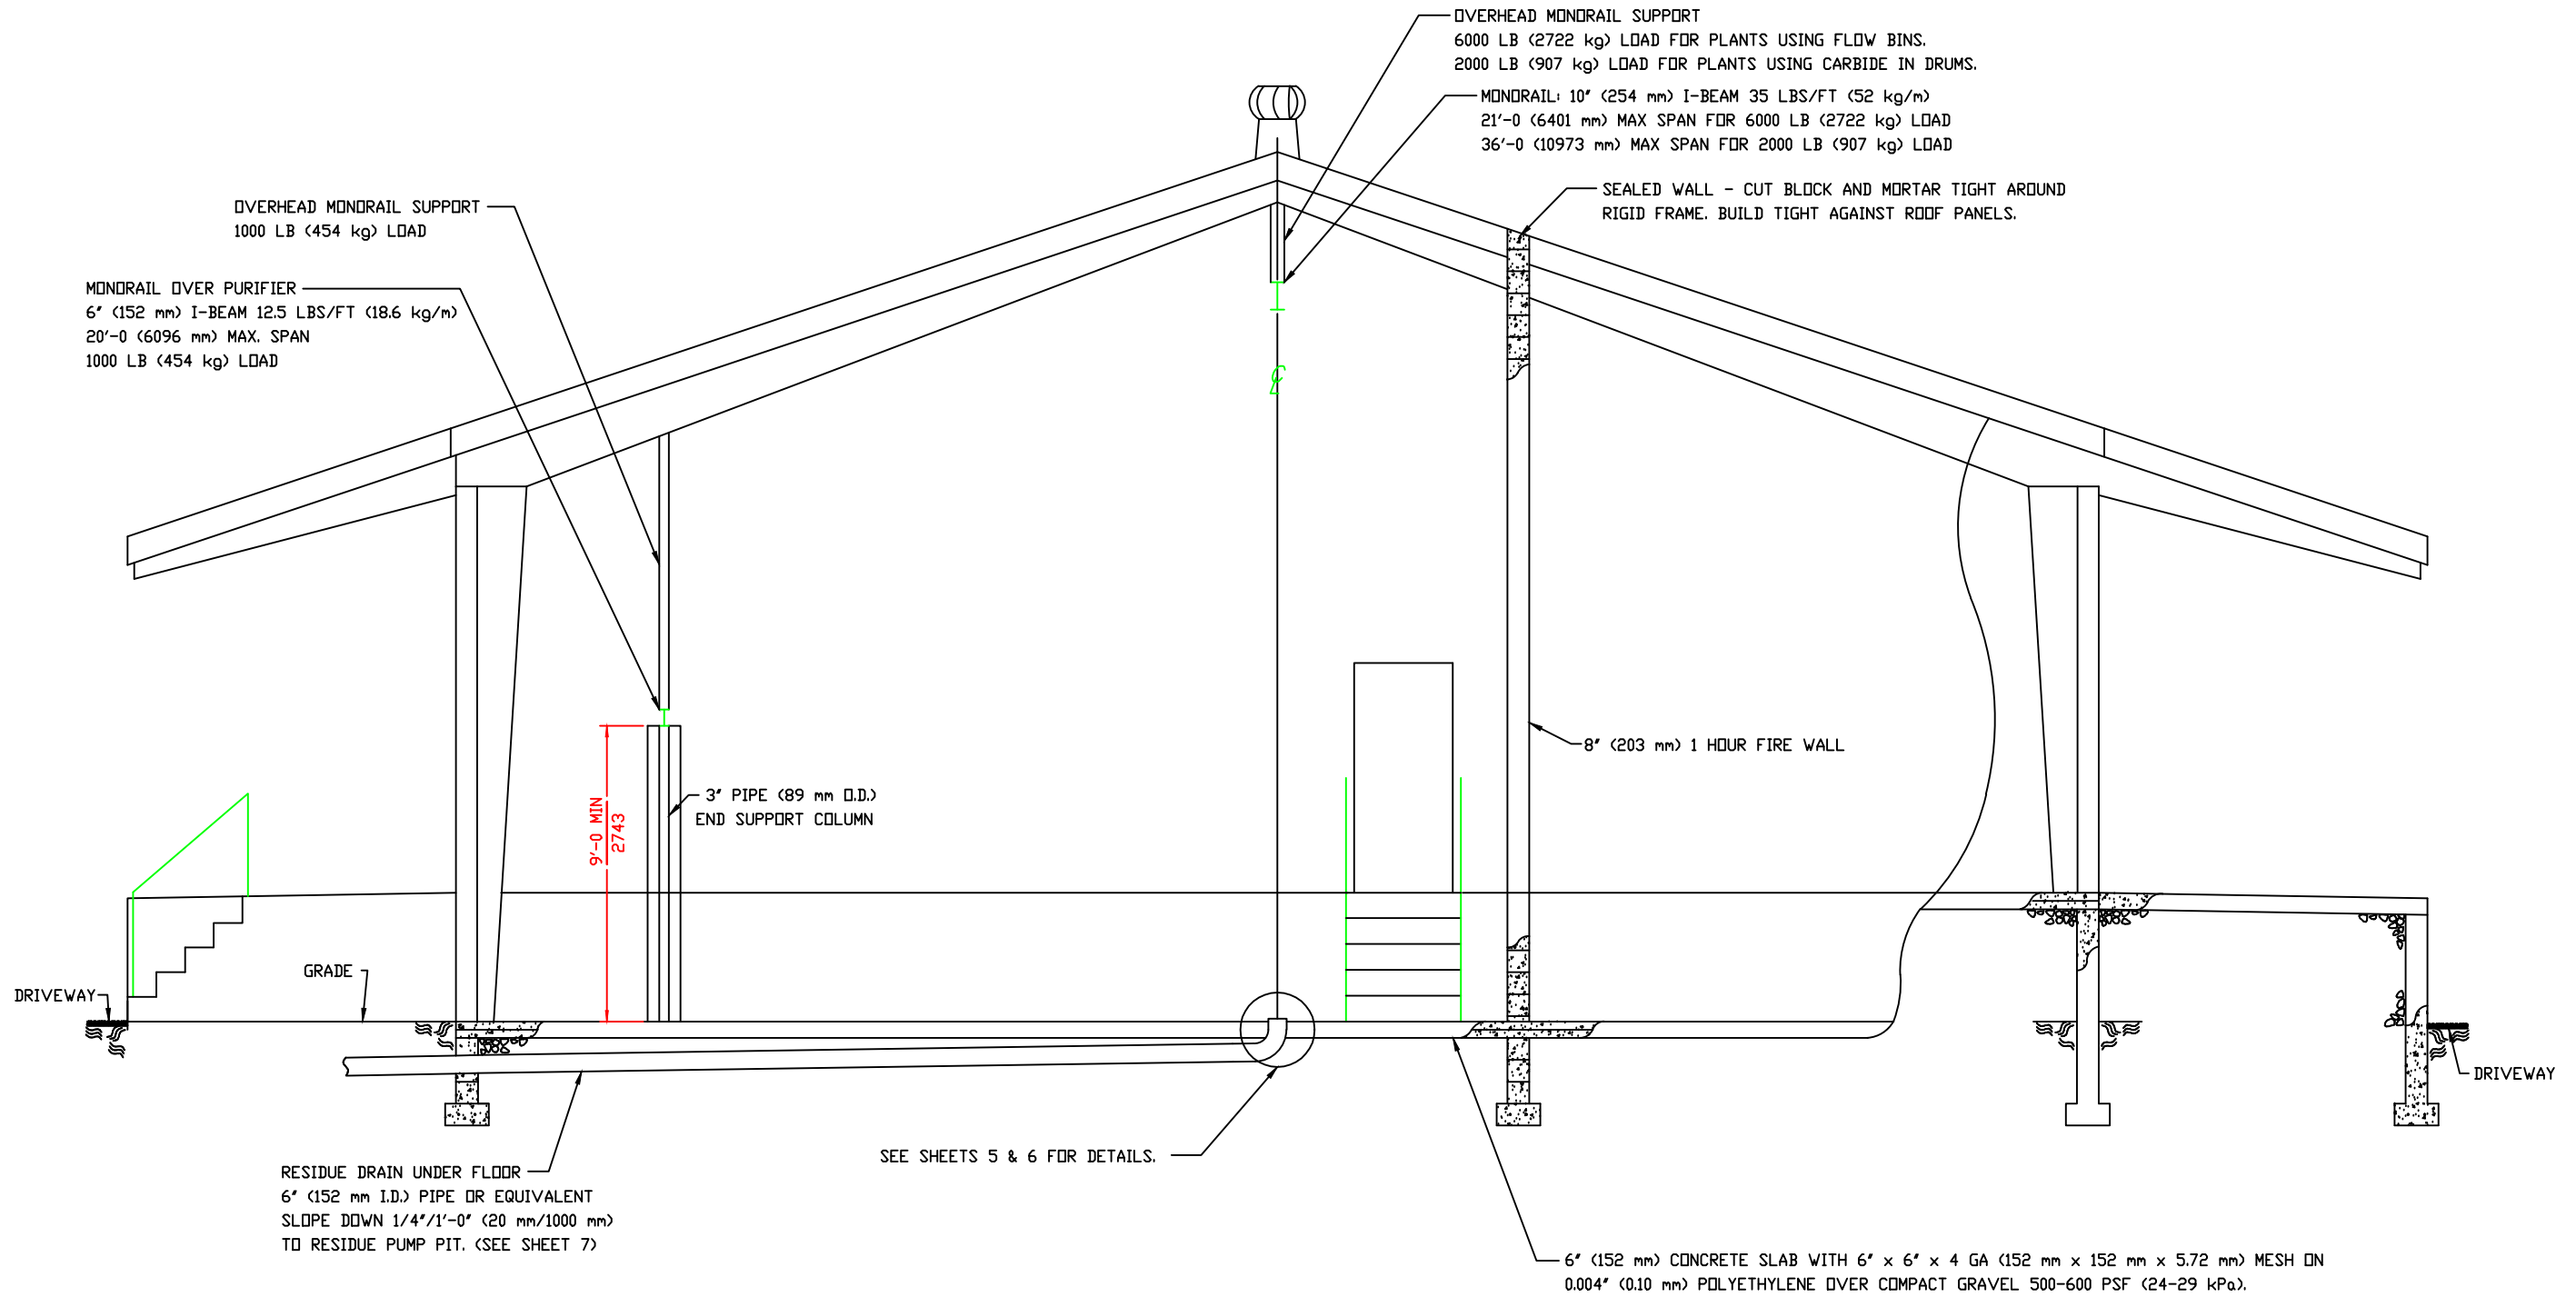 OVERHEAD MONORAIL SUPPORT
6000 LB (2722 kg) LOAD FOR PLANTS USING FLOW BINS.
2000 LB (907 kg) LOAD FOR PLANTS USING CARBIDE IN DRUMS.
MONORAIL: 10" (254 mm) I-BEAM 35 LBS/FT (52 kg/m)
21'-0 (6401 mm) MAX SPAN FOR 6000 LB (2722 kg) LOAD
36'-0 (10973 mm) MAX SPAN FOR 2000 LB (907 kg) LOAD
SEALED WALL - CUT BLOCK AND MORTAR TIGHT AROUND
RIGID FRAME. BUILD TIGHT AGAINST ROOF PANELS.
OVERHEAD MONORAIL SUPPORT
1000 LB (454 kg) LOAD
MONORAIL OVER PURIFIER
6" (152 mm) I-BEAM 12.5 LBS/FT (18.6 kg/m)
20'-0 (6096 mm) MAX. SPAN
1000 LB (454 kg) LOAD
8" (203 mm) 1 HOUR FIRE WALL
3" PIPE (89 mm O.D.)
END SUPPORT COLUMN
9'-0 MIN
2743
GRADE
DRIVEWAY
DRIVEWAY
SEE SHEETS 5 & 6 FOR DETAILS.
RESIDUE DRAIN UNDER FLOOR
6" (152 mm I.D.) PIPE OR EQUIVALENT
SLOPE DOWN 1/4"/1'-0" (20 mm/1000 mm)
TO RESIDUE PUMP PIT. (SEE SHEET 7)
6" (152 mm) CONCRETE SLAB WITH 6" x 6" x 4 GA (152 mm x 152 mm x 5.72 mm) MESH ON
0.004" (0.10 mm) POLYETHYLENE OVER COMPACT GRAVEL 500-600 PSF (24-29 kPa).